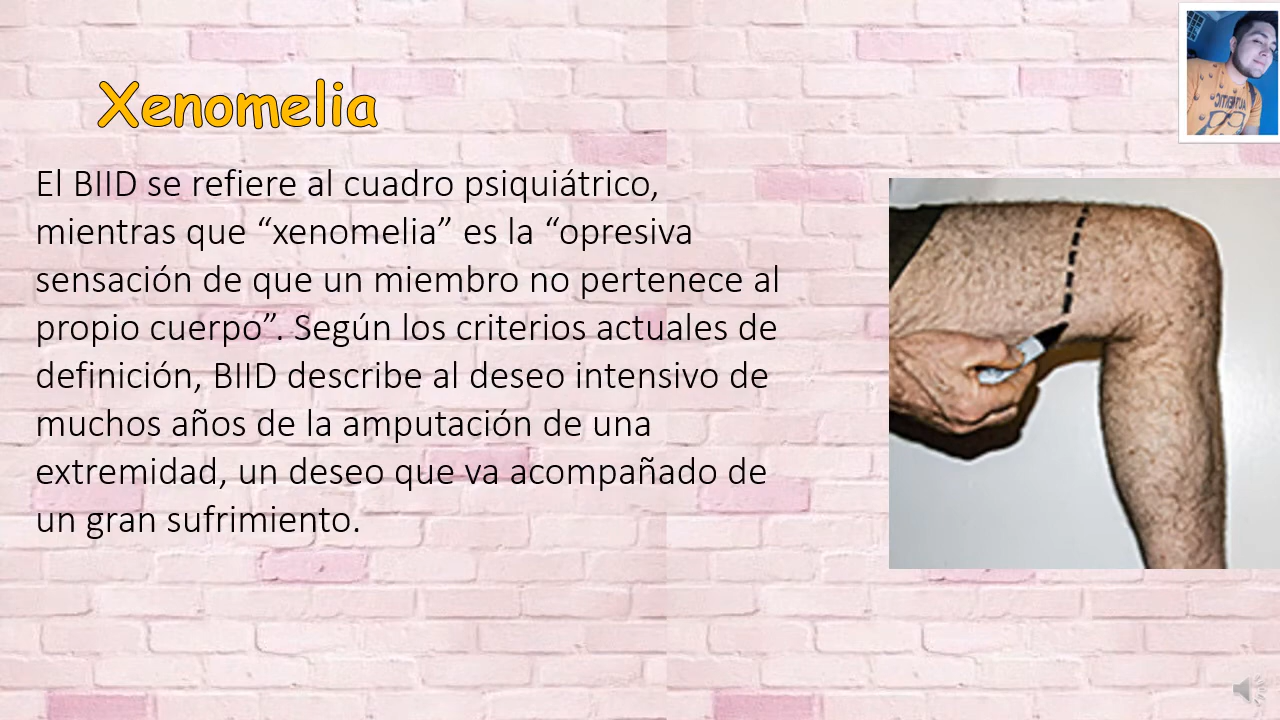 Xenomelia
El BIID se refiere al cuadro psiquiátrico,
mientras que “xenomelia” es la “opresiva
sensación de que un miembro no pertenece al
propio cuerpo”. Según los criterios actuales de
definición, BIID describe al deseo intensivo de
muchos años de la amputación de una
extremidad, un deseo que va acompañado de
un gran sufrimiento.